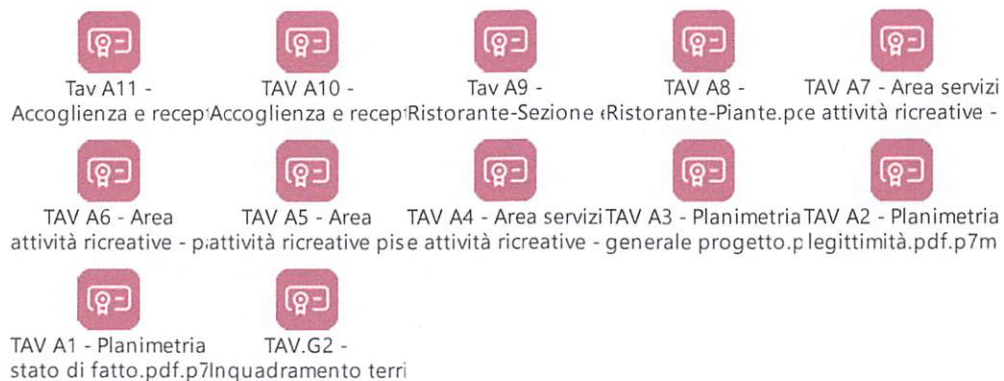 Tav A11 - TAV A10 - Tav A9 - TAV A8 - TAV A7 - Area servizi
Accoglienza e recep Accoglienza e recep Ristorante-Sezione e Ristorante-Piante.pd e attività ricreative -
TAV A6 - Area TAV A5 - Area TAV A4 - Area servizi TAV A3 - Planimetria TAV A2 - Planimetria
attività ricreative - p attività ricreative pis e attività ricreative - generale progetto.p legittimità.pdf.p7m
TAV A1 - Planimetria TAV.G2 -
stato di fatto.pdf.p7 Inquadramento terri